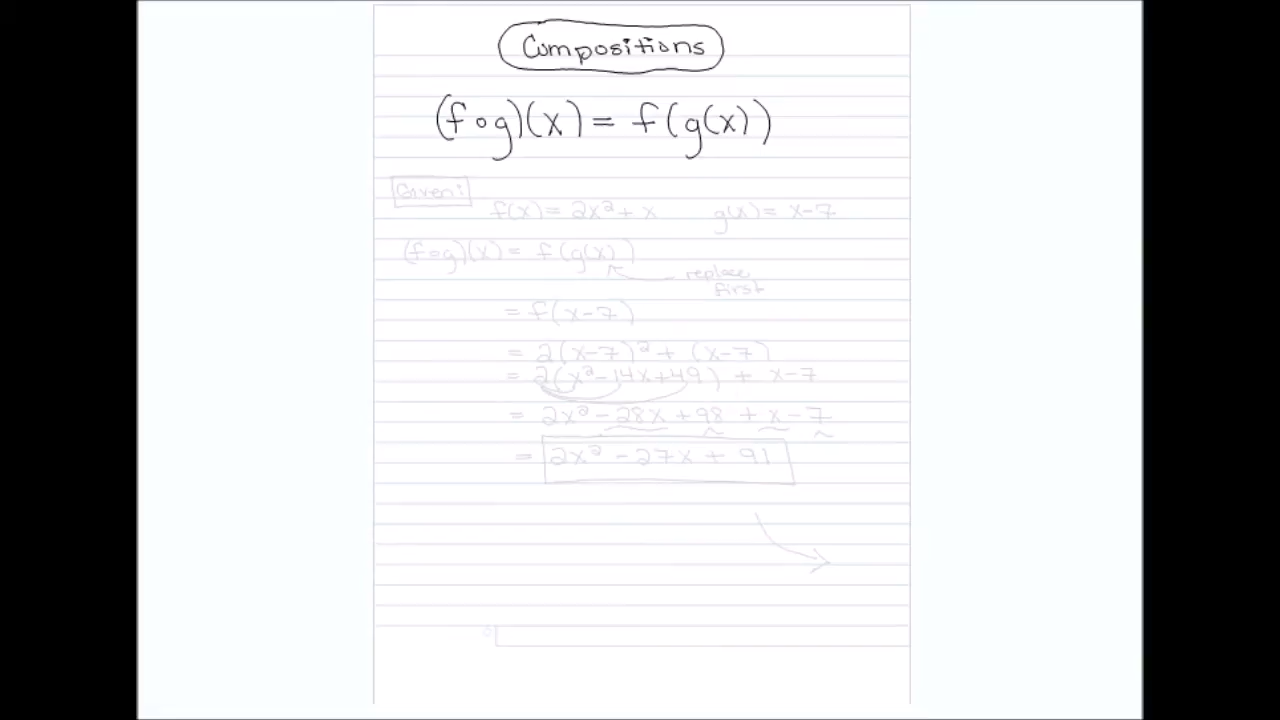 Compositions
(f∘g)(x) = f(g(x))
Given:
f(x) = 2x² + x g(x) = x-7
(f∘g)(x) = f(g(x))
replace
first
= f(x-7)
= 2(x-7)² + (x-7)
= 2(x²-14x+49) + x-7
= 2x² - 28x + 98 + x - 7
= 2x² - 27x + 91